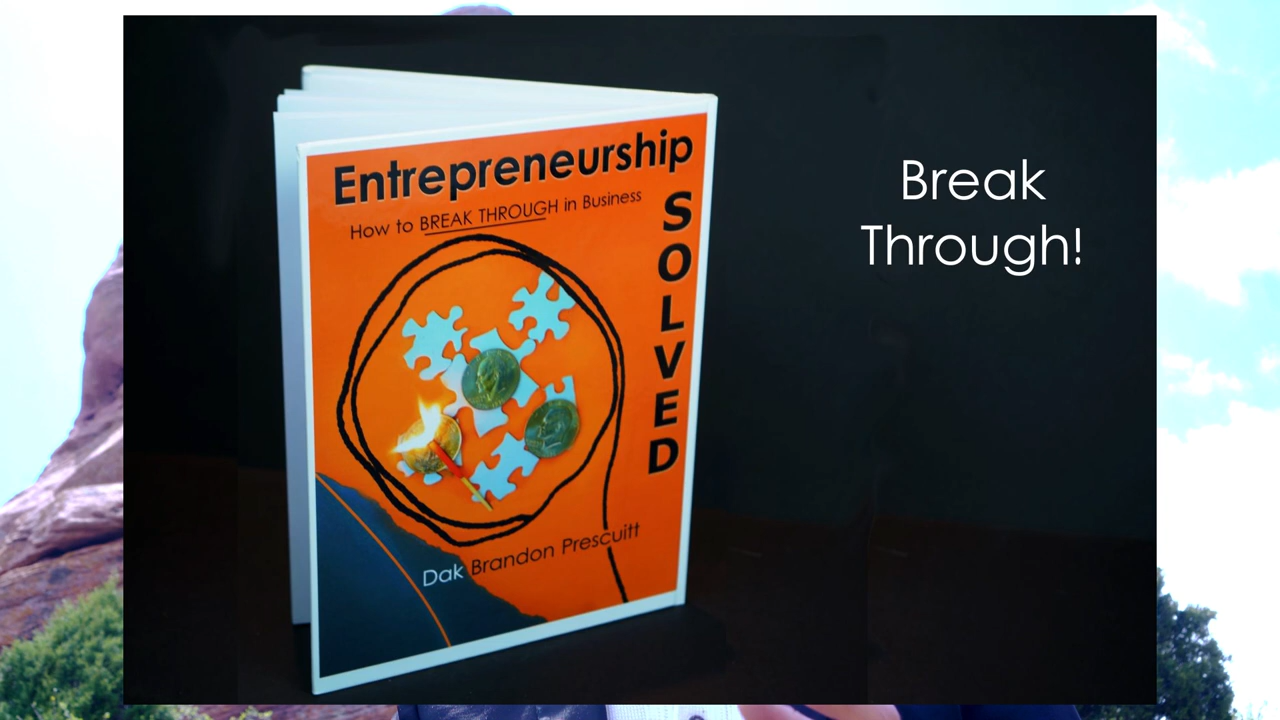 Entrepreneurship
SOLVED
How to BREAK THROUGH in Business
Dak Brandon Prescuitt
Break
Through!